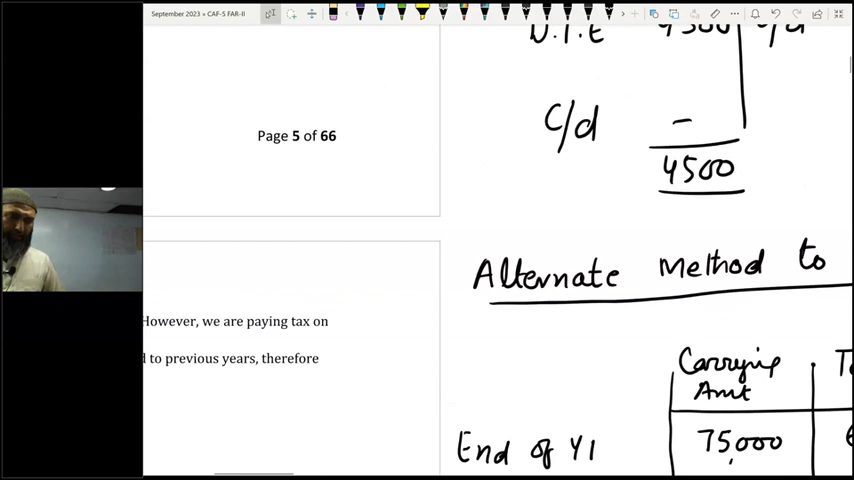 September 2023 » CAF-5 FAR-II
D.T.E 4500 c/d
c/d -
4500
Page 5 of 66
Alternate Method to
However, we are paying tax on
d to previous years, therefore
Carrying
Amt
End of Y1 75,000